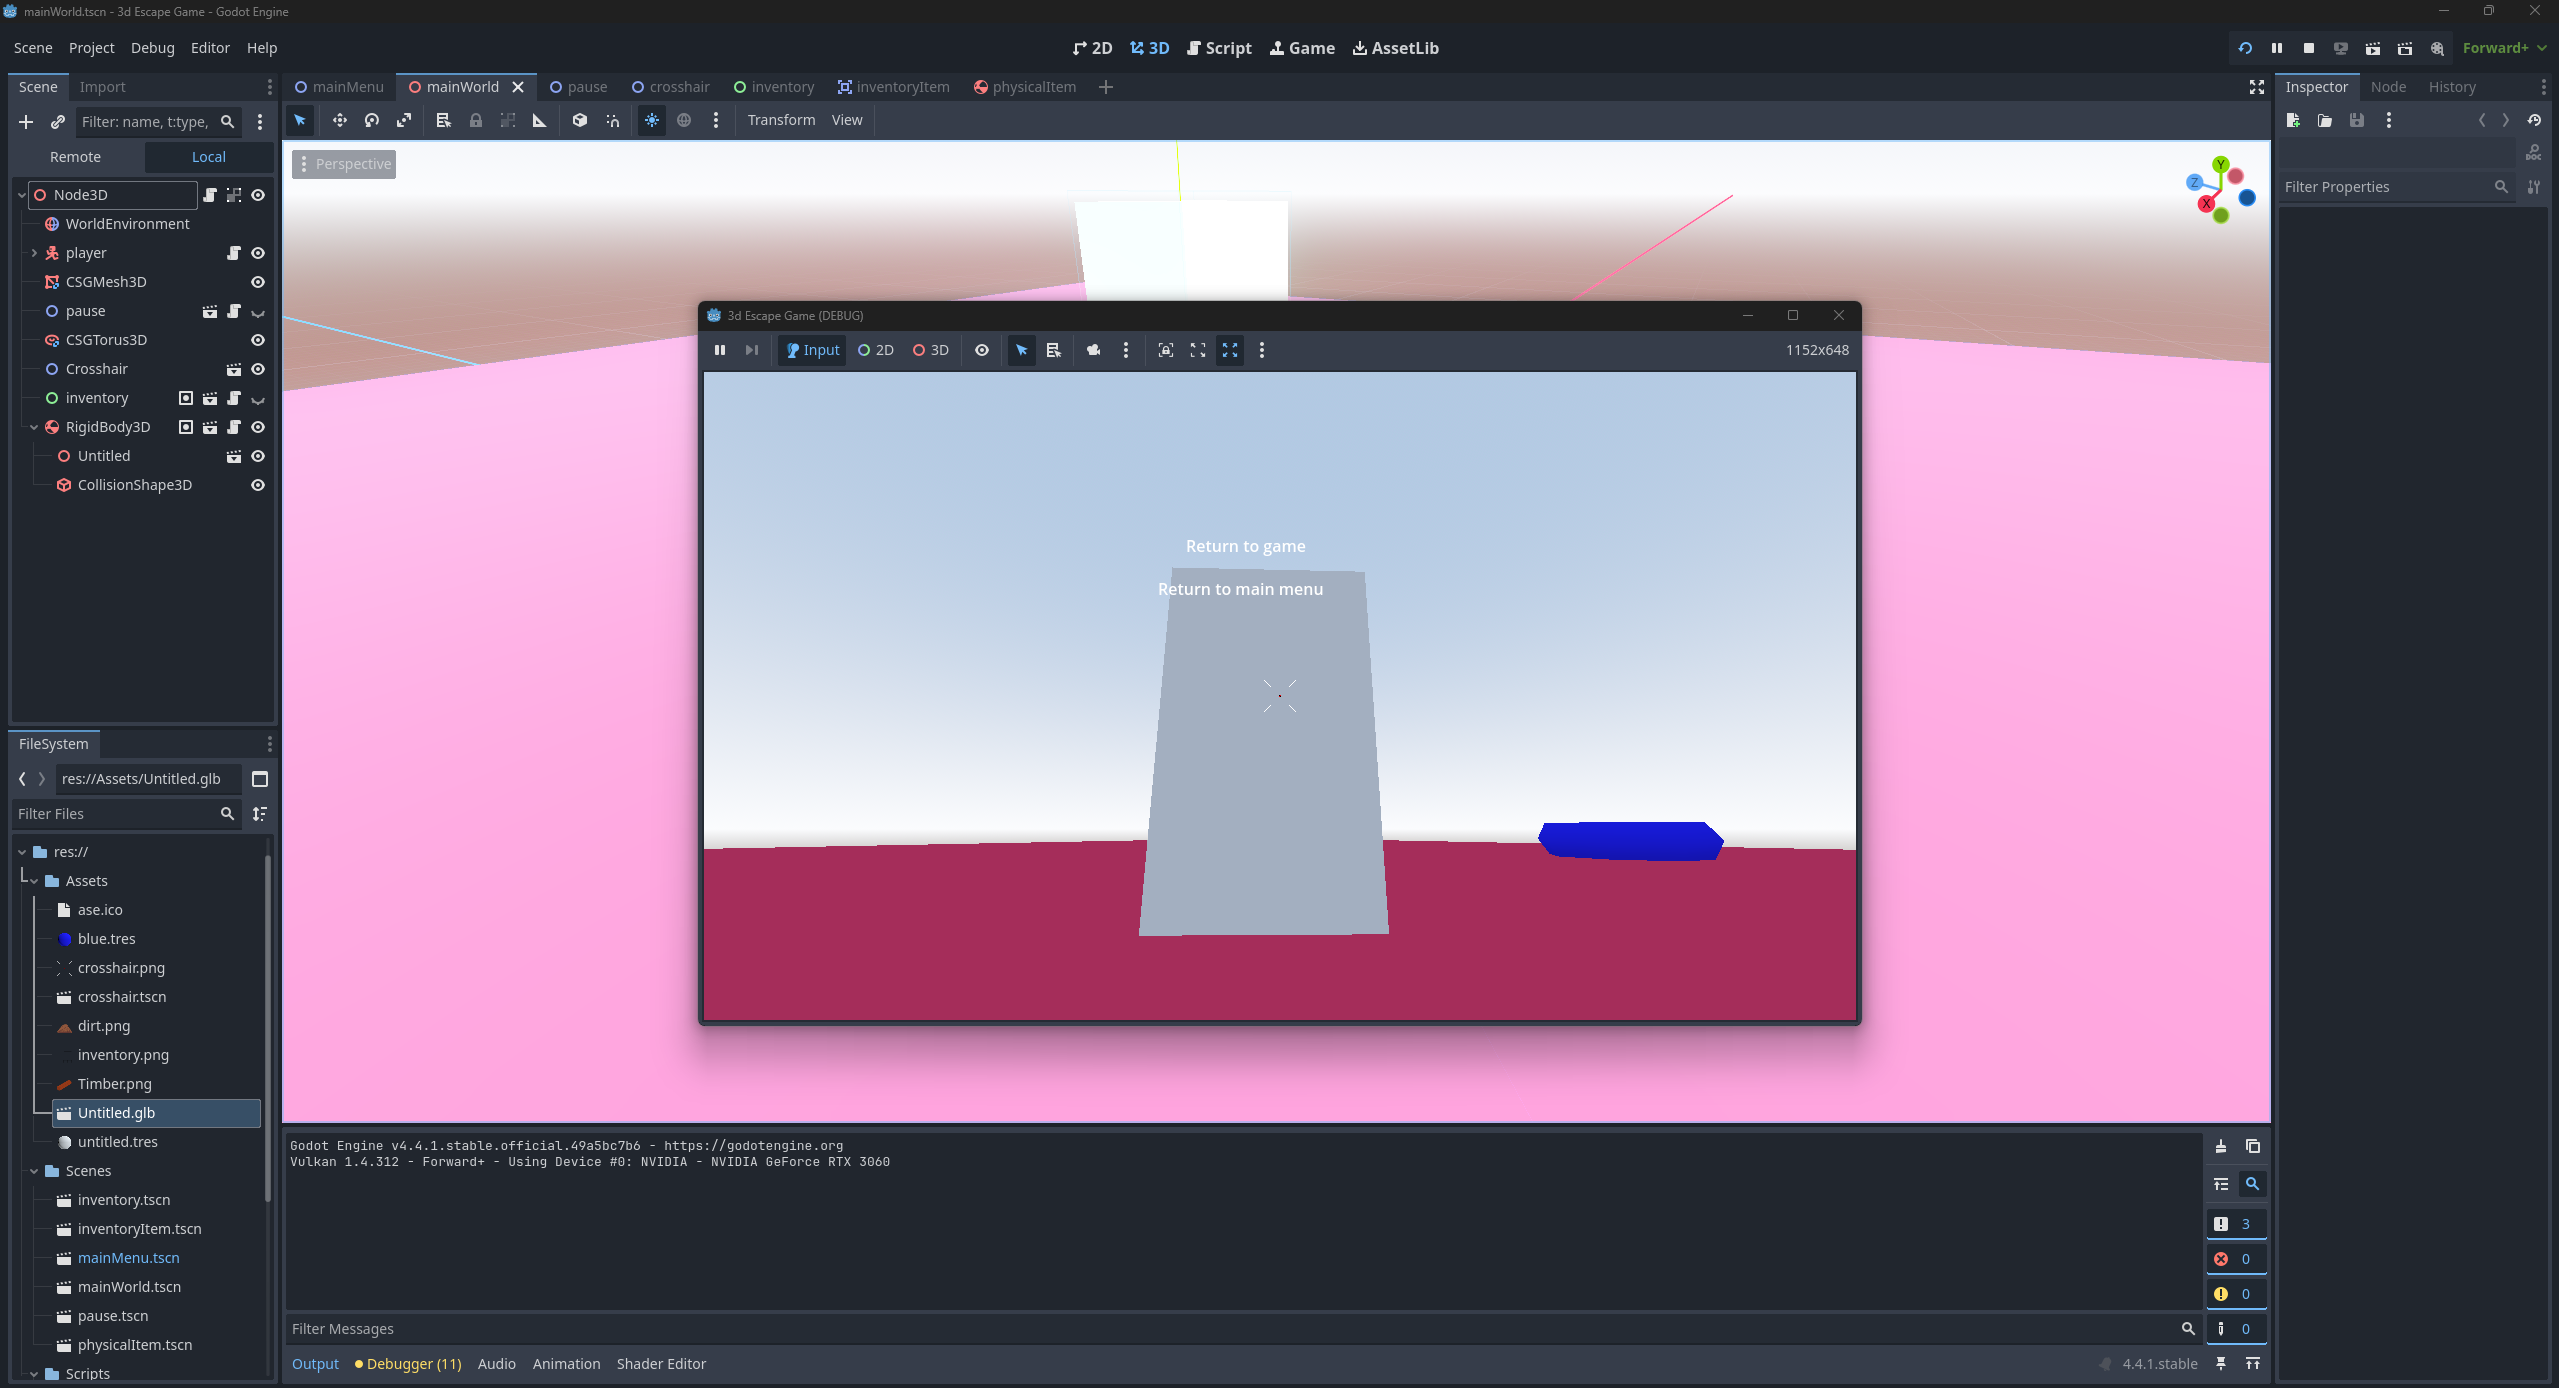 mainWorld.tscn - 3d Escape Game - Godot Engine
Scene Project Debug Editor Help
2D 3D Script Game AssetLib
Forward+
Scene Import
mainMenu mainWorld pause crosshair inventory inventoryItem physicalItem
Inspector Node History
Filter: name, t:type,
Transform View
Remote Local
Perspective
Filter Properties
Y
Z
X
DOC
Node3D
WorldEnvironment
player
CSGMesh3D
pause
CSGTorus3D
Crosshair
inventory
RigidBody3D
Untitled
CollisionShape3D
3d Escape Game (DEBUG)
Input 2D 3D
1152x648
Return to game
Return to main menu
FileSystem
res://Assets/Untitled.glb
Filter Files
res://
Assets
ase.ico
blue.tres
crosshair.png
crosshair.tscn
dirt.png
inventory.png
Timber.png
Untitled.glb
untitled.tres
Scenes
inventory.tscn
inventoryItem.tscn
mainMenu.tscn
mainWorld.tscn
pause.tscn
physicalItem.tscn
Scripts
Godot Engine v4.4.1.stable.official.49a5bc7b6 - https://godotengine.org
Vulkan 1.4.312 - Forward+ - Using Device #0: NVIDIA - NVIDIA GeForce RTX 3060
3
0
0
0
Filter Messages
Output Debugger (11) Audio Animation Shader Editor
4.4.1.stable